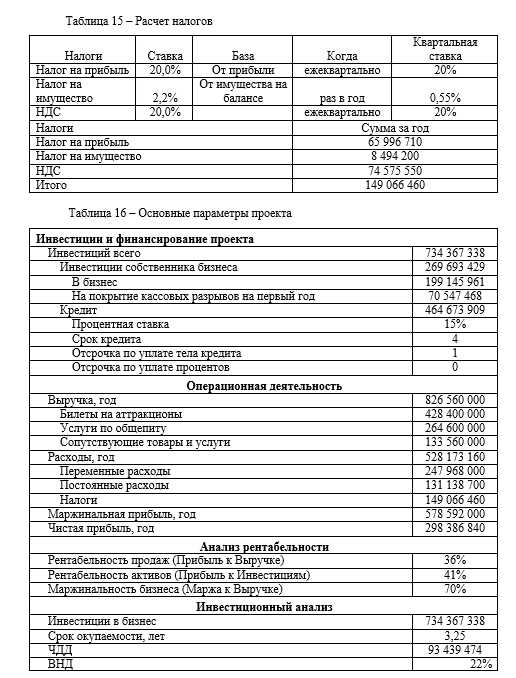 Таблица 15 – Расчет налогов
Налоги Ставка База Когда Квартальная ставка
Налог на прибыль 20,0% От прибыли ежеквартально 20%
Налог на имущество 2,2% От имущества на балансе раз в год 0,55%
НДС 20,0% ежеквартально 20%
Налоги Сумма за год
Налог на прибыль 65 996 710
Налог на имущество 8 494 200
НДС 74 575 550
Итого 149 066 460
Таблица 16 – Основные параметры проекта
Инвестиции и финансирование проекта
Инвестиций всего 734 367 338
Инвестиции собственника бизнеса 269 693 429
В бизнес 199 145 961
На покрытие кассовых разрывов на первый год 70 547 468
Кредит 464 673 909
Процентная ставка 15%
Срок кредита 4
Отсрочка по уплате тела кредита 1
Отсрочка по уплате процентов 0
Операционная деятельность
Выручка, год 826 560 000
Билеты на аттракционы 428 400 000
Услуги по общепиту 264 600 000
Сопутствующие товары и услуги 133 560 000
Расходы, год 528 173 160
Переменные расходы 247 968 000
Постоянные расходы 131 138 700
Налоги 149 066 460
Маржинальная прибыль, год 578 592 000
Чистая прибыль, год 298 386 840
Анализ рентабельности
Рентабельность продаж (Прибыль к Выручке) 36%
Рентабельность активов (Прибыль к Инвестициям) 41%
Маржинальность бизнеса (Маржа к Выручке) 70%
Инвестиционный анализ
Инвестиции в бизнес 734 367 338
Срок окупаемости, лет 3,25
ЧДД 93 439 474
ВНД 22%